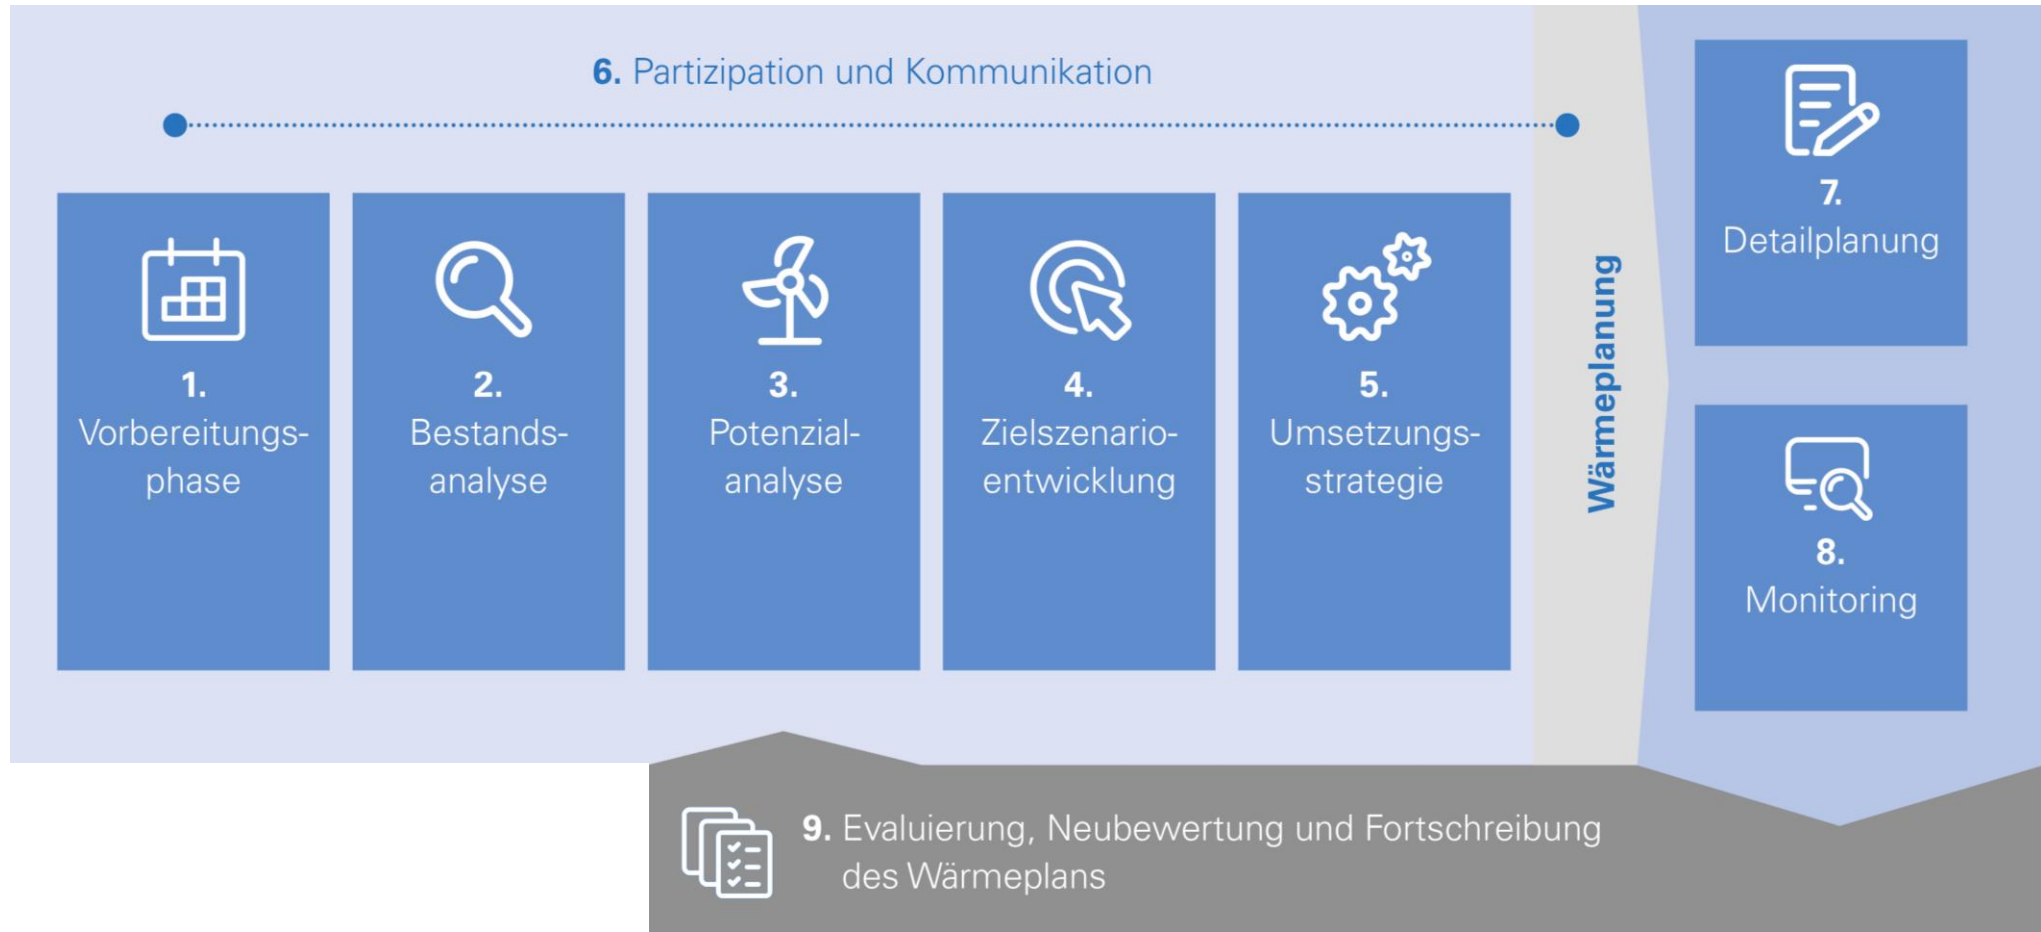 6. Partizipation und Kommunikation
1.
Vorbereitungs-
phase
2.
Bestands-
analyse
3.
Potenzial-
analyse
4.
Zielszenario-
entwicklung
5.
Umsetzungs-
strategie
Wärmeplanung
7.
Detailplanung
8.
Monitoring
9. Evaluierung, Neubewertung und Fortschreibung
des Wärmeplans